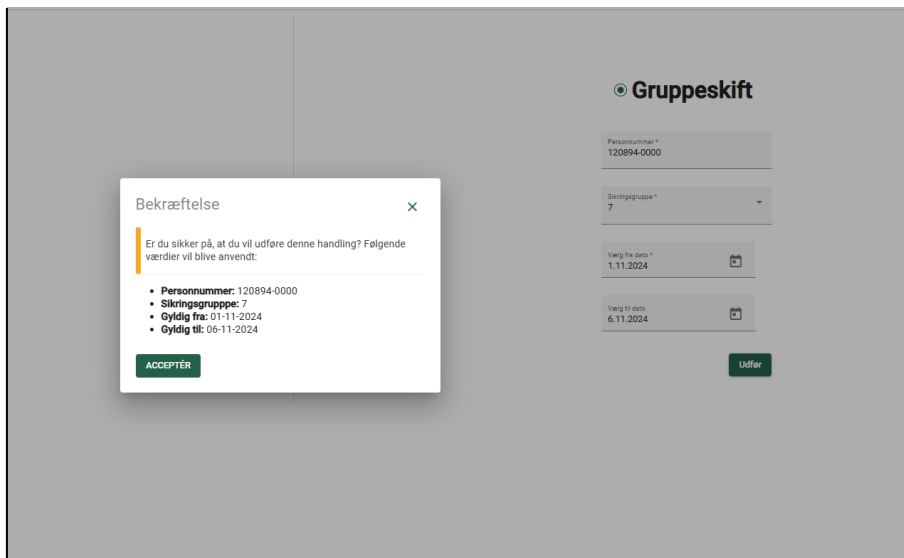 Gruppeskift
Personnummer *
120894-0000
Sikringsgruppe *
7
Vælg fra dato *
1.11.2024
Vælg til dato
6.11.2024
Udfør
Bekræftelse
Er du sikker på, at du vil udføre denne handling? Følgende
værdier vil blive anvendt:
Personnummer: 120894-0000
Sikringsgrupppe: 7
Gyldig fra: 01-11-2024
Gyldig til: 06-11-2024
ACCEPTÉR